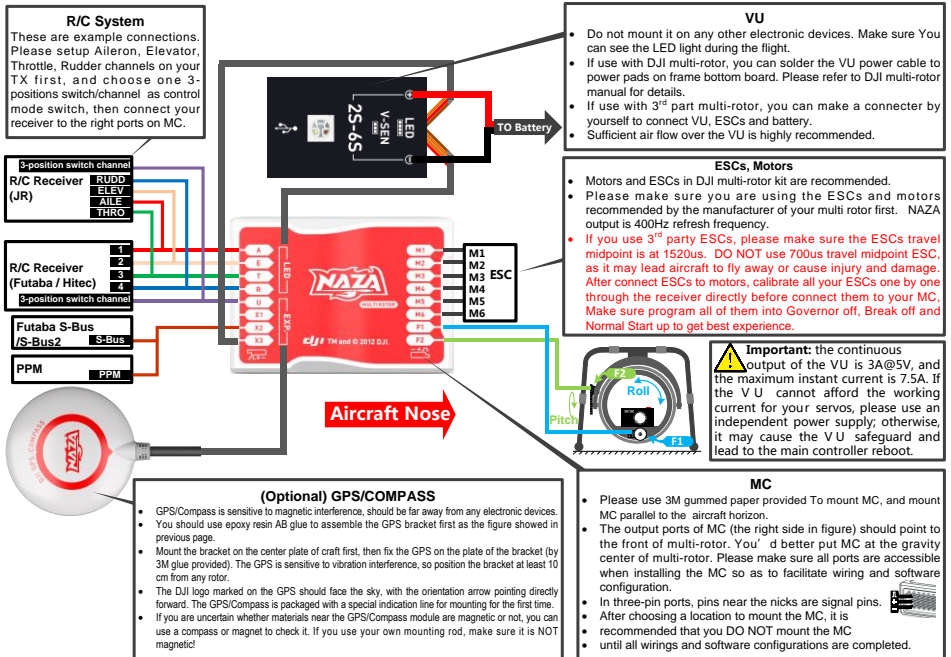 R/C System
These are example connections.
Please setup Aileron, Elevator,
Throttle, Rudder channels on your
TX first, and choose one 3-
positions switch/channel as control
mode switch, then connect your
receiver to the right ports on MC.
3-position switch channel
R/C Receiver
(JR)
RUDD
ELEV
AILE
THRO
R/C Receiver
(Futaba / Hitec)
1
2
3
4
3-position switch channel
Futaba S-Bus
/S-Bus2
S-Bus
PPM
PPM
2S-6S
V-SEN
LED
TO Battery
A
E
T
R
U
X1
X2
X3
LED
EXP.
NAZA
MULTI ROTOR
dji TM and © 2012 DJI.
M1
M2
M3
M4
M5
M6
F1
F2
M1
M2
M3
M4
M5
M6
ESC
Aircraft Nose
F2
Roll
Pitch
F1
DJI GPS/COMPASS
NAZA
VU
• Do not mount it on any other electronic devices. Make sure You
can see the LED light during the flight.
• If use with DJI multi-rotor, you can solder the VU power cable to
power pads on frame bottom board. Please refer to DJI multi-rotor
manual for details.
• If use with 3rd part multi-rotor, you can make a connecter by
yourself to connect VU, ESCs and battery.
• Sufficient air flow over the VU is highly recommended.
ESCs, Motors
• Motors and ESCs in DJI multi-rotor kit are recommended.
• Please make sure you are using the ESCs and motors
recommended by the manufacturer of your multi rotor first. NAZA
output is 400Hz refresh frequency.
• If you use 3rd party ESCs, please make sure the ESCs travel
midpoint is at 1520us. DO NOT use 700us travel midpoint ESC,
as it may lead aircraft to fly away or cause injury and damage.
After connect ESCs to motors, calibrate all your ESCs one by one
through the receiver directly before connect them to your MC,
Make sure program all of them into Governor off, Break off and
Normal Start up to get best experience.
Important: the continuous
output of the VU is 3A@5V, and
the maximum instant current is 7.5A. If
the V U cannot afford the working
current for your servos, please use an
independent power supply; otherwise,
it may cause the V U safeguard and
lead to the main controller reboot.
(Optional) GPS/COMPASS
• GPS/Compass is sensitive to magnetic interference, should be far away from any electronic devices.
• You should use epoxy resin AB glue to assemble the GPS bracket first as the figure showed in
previous page.
• Mount the bracket on the center plate of craft first, then fix the GPS on the plate of the bracket (by
3M glue provided). The GPS is sensitive to vibration interference, so position the bracket at least 10
cm from any rotor.
• The DJI logo marked on the GPS should face the sky, with the orientation arrow pointing directly
forward. The GPS/Compass is packaged with a special indication line for mounting for the first time.
• If you are uncertain whether materials near the GPS/Compass module are magnetic or not, you can
use a compass or magnet to check it. If you use your own mounting rod, make sure it is NOT
magnetic!
MC
• Please use 3M gummed paper provided To mount MC, and mount
MC parallel to the aircraft horizon.
• The output ports of MC (the right side in figure) should point to
the front of multi-rotor. You' d better put MC at the gravity
center of multi-rotor. Please make sure all ports are accessible
when installing the MC so as to facilitate wiring and software
configuration.
• In three-pin ports, pins near the nicks are signal pins.
• After choosing a location to mount the MC, it is
• recommended that you DO NOT mount the MC
• until all wirings and software configurations are completed.